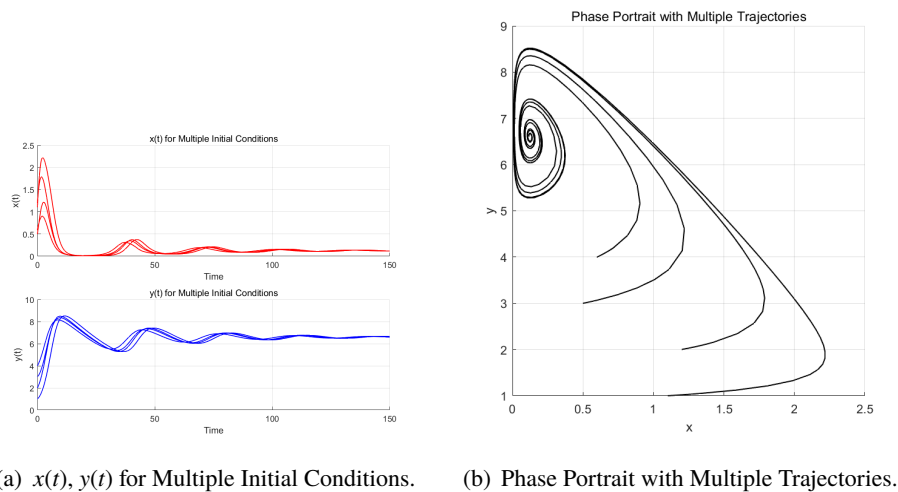 x(t) for Multiple Initial Conditions
2.5
2
1.5
1
0.5
0
x(t)
0 50 100 150
Time
y(t) for Multiple Initial Conditions
10
8
6
4
2
0
y(t)
0 50 100 150
Time
Phase Portrait with Multiple Trajectories
9
8
7
6
5
4
3
2
1
y
0 0.5 1 1.5 2 2.5
x
a) x(t), y(t) for Multiple Initial Conditions.
(b) Phase Portrait with Multiple Trajectories.